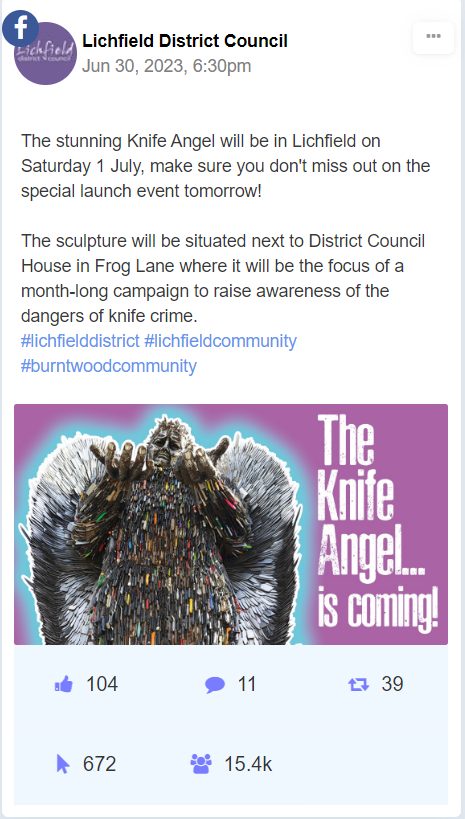 f
Lichfield
district council
Lichfield District Council
Jun 30, 2023, 6:30pm
The stunning Knife Angel will be in Lichfield on
Saturday 1 July, make sure you don't miss out on the
special launch event tomorrow!
The sculpture will be situated next to District Council
House in Frog Lane where it will be the focus of a
month-long campaign to raise awareness of the
dangers of knife crime.
#lichfielddistrict #lichfieldcommunity
#burntwoodcommunity
The
Knife
Angel...
is coming!
104 11 39
672 15.4k